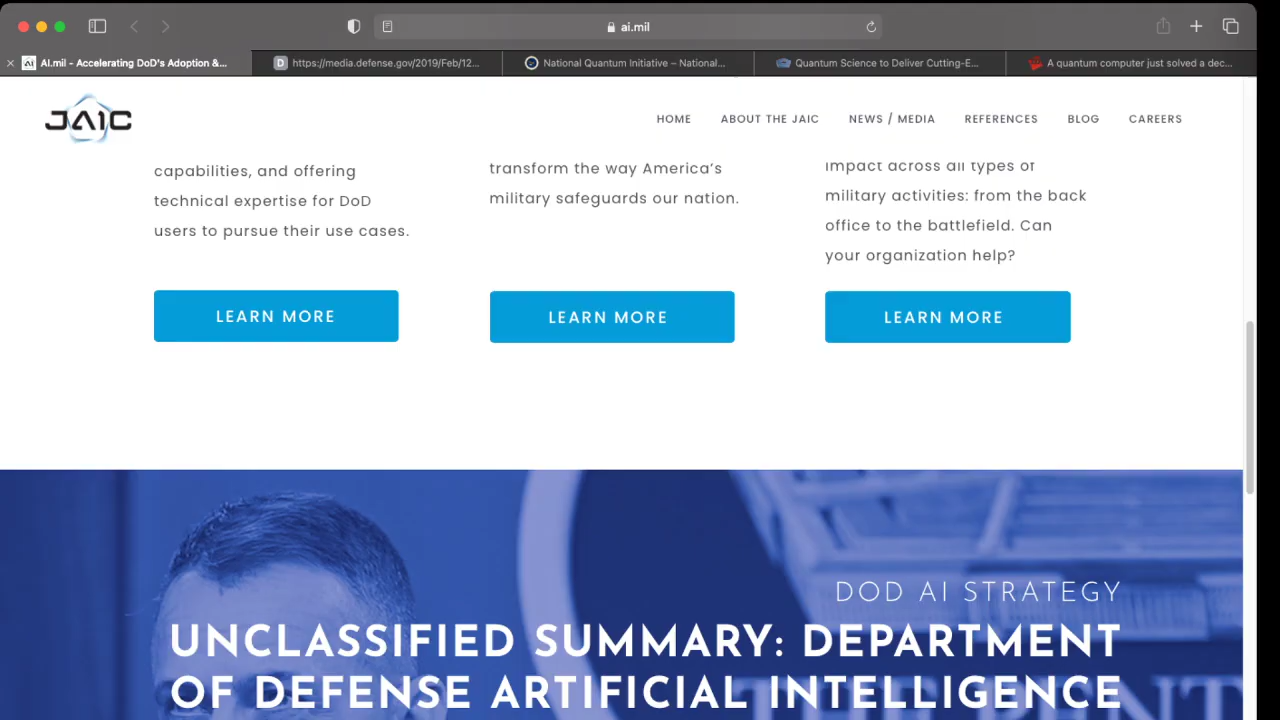 ai.mil
AI.mil - Accelerating DoD's Adoption &...
https://media.defense.gov/2019/Feb/12...
National Quantum Initiative – National...
Quantum Science to Deliver Cutting-E...
A quantum computer just solved a dec...
JAIC
HOME
ABOUT THE JAIC
NEWS / MEDIA
REFERENCES
BLOG
CAREERS
capabilities, and offering
technical expertise for DoD
users to pursue their use cases.
transform the way America's
military safeguards our nation.
impact across all types of
military activities: from the back
office to the battlefield. Can
your organization help?
LEARN MORE
LEARN MORE
LEARN MORE
DOD AI STRATEGY
UNCLASSIFIED SUMMARY: DEPARTMENT
OF DEFENSE ARTIFICIAL INTELLIGENCE